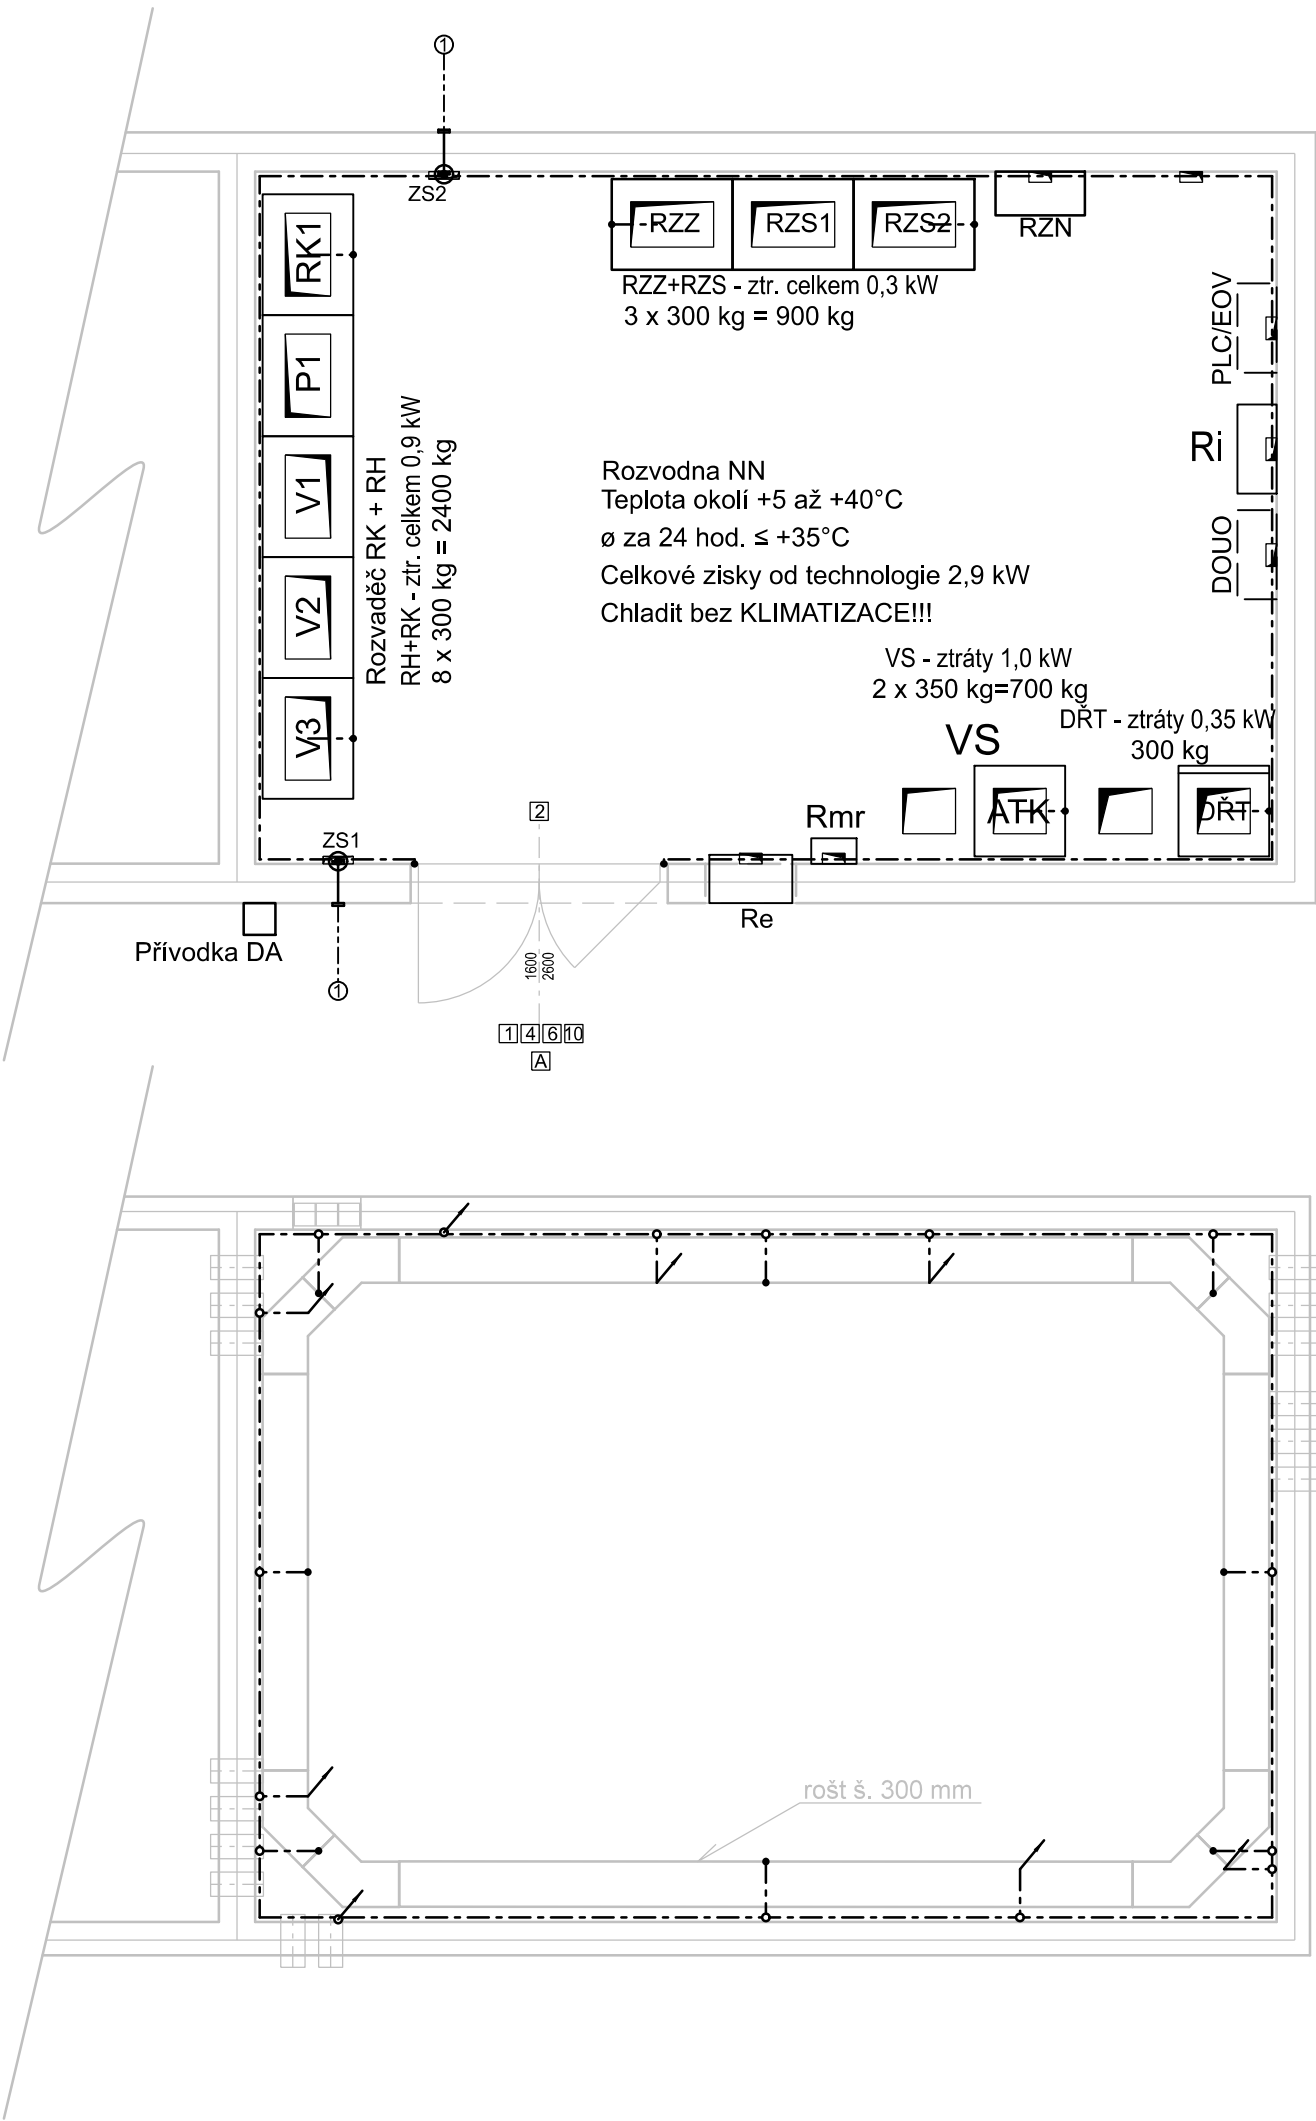 1
ZS2
RZZ
RZS1
RZS2
RZN
RZZ+RZS - ztr. celkem 0,3 kW
3 x 300 kg = 900 kg
RK1
P1
V1
V2
V3
Rozvaděč RK + RH
RH+RK - ztr. celkem 0,9 kW
8 x 300 kg = 2400 kg
PLC/EOV
Ri
DOUO
Rozvodna NN
Teplota okolí +5 až +40°C
ø za 24 hod. ≤ +35°C
Celkové zisky od technologie 2,9 kW
Chladit bez KLIMATIZACE!!!
VS - ztráty 1,0 kW
2 x 350 kg=700 kg
DŘT - ztráty 0,35 kW
300 kg
VS
ATK
DŘT
Rmr
2
ZS1
Re
Přívodka DA
1600
2600
1
1 4 6 10
A
rošt š. 300 mm